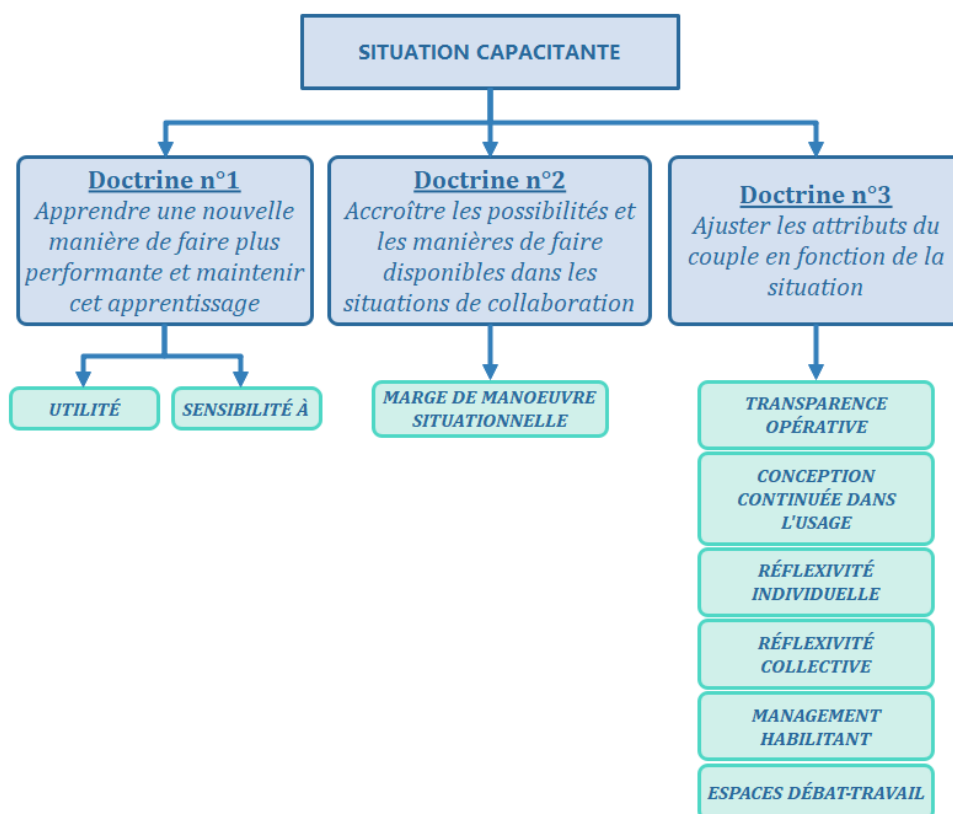 SITUATION CAPACITANTE
Doctrine n°1
Apprendre une nouvelle
manière de faire plus
performante et maintenir
cet apprentissage
Doctrine n°2
Accroître les possibilités et
les manières de faire
disponibles dans les
situations de collaboration
Doctrine n°3
Ajuster les attributs du
couple en fonction de la
situation
UTILITÉ
SENSIBILITÉ À
MARGE DE MANOEUVRE
SITUATIONNELLE
TRANSPARENCE
OPÉRATIVE
CONCEPTION
CONTINUÉE DANS
L'USAGE
RÉFLEXIVITÉ
INDIVIDUELLE
RÉFLEXIVITÉ
COLLECTIVE
MANAGEMENT
HABILITANT
ESPACES DÉBAT-TRAVAIL